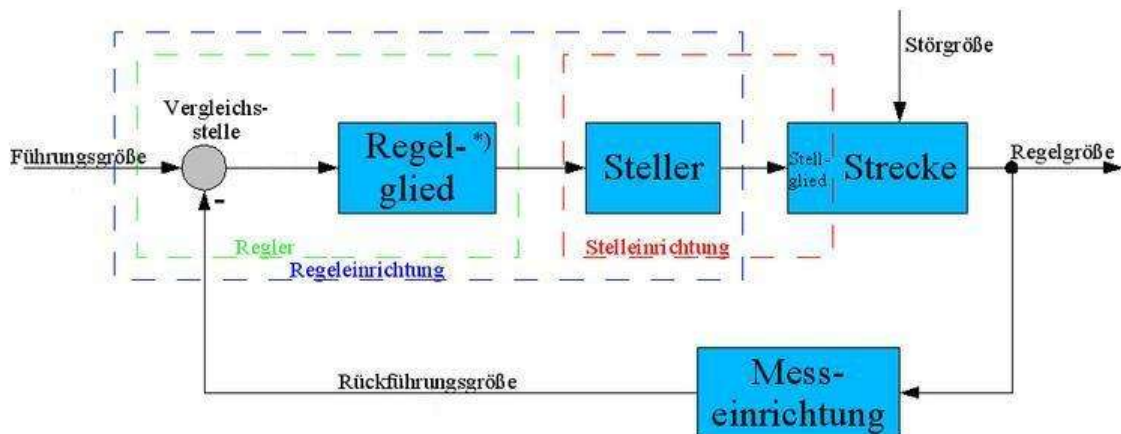 Störgröße
Vergleichs-
stelle
Führungsgröße
Regel-*)
glied
Steller
Stell-
glied
Strecke
Regelgröße
-
Regler
Stelleinrichtung
Regeleinrichtung
Rückführungsgröße
Mess-
einrichtung